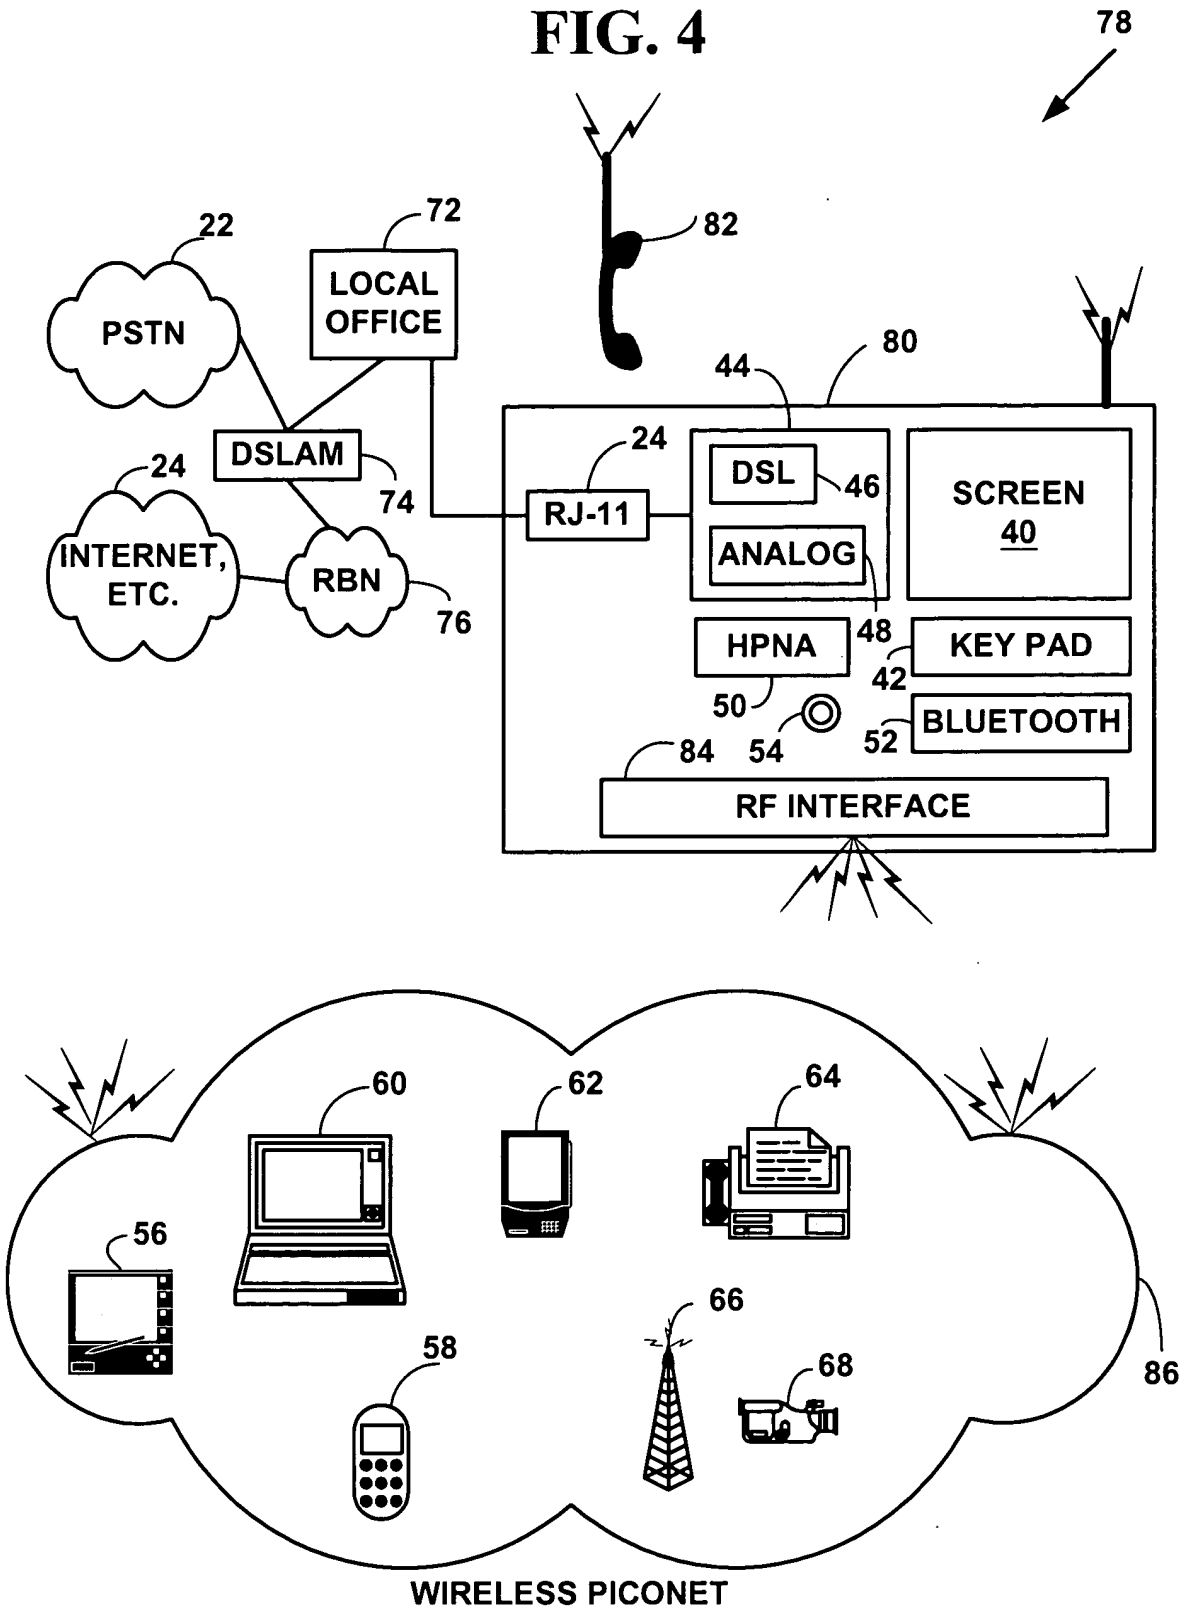 FIG. 4
78
82
22
72
PSTN
LOCAL
OFFICE
80
44
24
DSLAM
74
24
RJ-11
DSL
46
ANALOG
48
SCREEN
40
INTERNET,
ETC.
RBN
76
HPNA
50
KEY PAD
42
54
BLUETOOTH
52
84
RF INTERFACE
60
62
64
56
66
58
68
86
WIRELESS PICONET